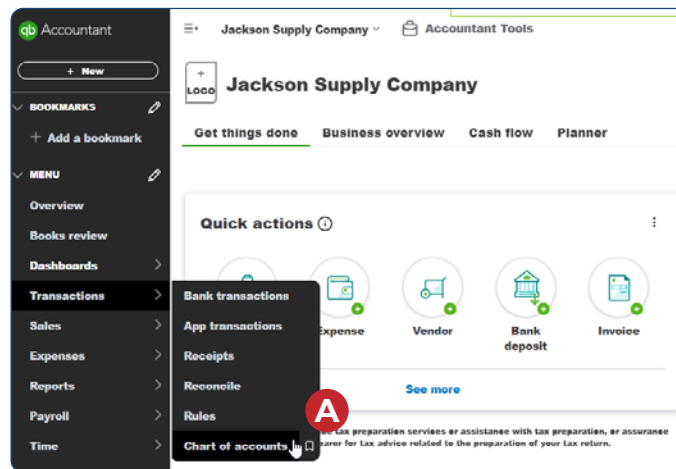 qb Accountant
Jackson Supply Company
Accountant Tools
+ New
+
LOGO
Jackson Supply Company
BOOKMARKS
+ Add a bookmark
Get things done
Business overview
Cash flow
Planner
MENU
Overview
Books review
Dashboards
Transactions
Sales
Expenses
Reports
Payroll
Time
Quick actions
Bank transactions
App transactions
Receipts
Reconcile
Rules
Chart of accounts
Expense
Vendor
Bank
deposit
Invoice
See more
A
tax preparation services or assistance with tax preparation, or assurance
for tax advice related to the preparation of your tax return.